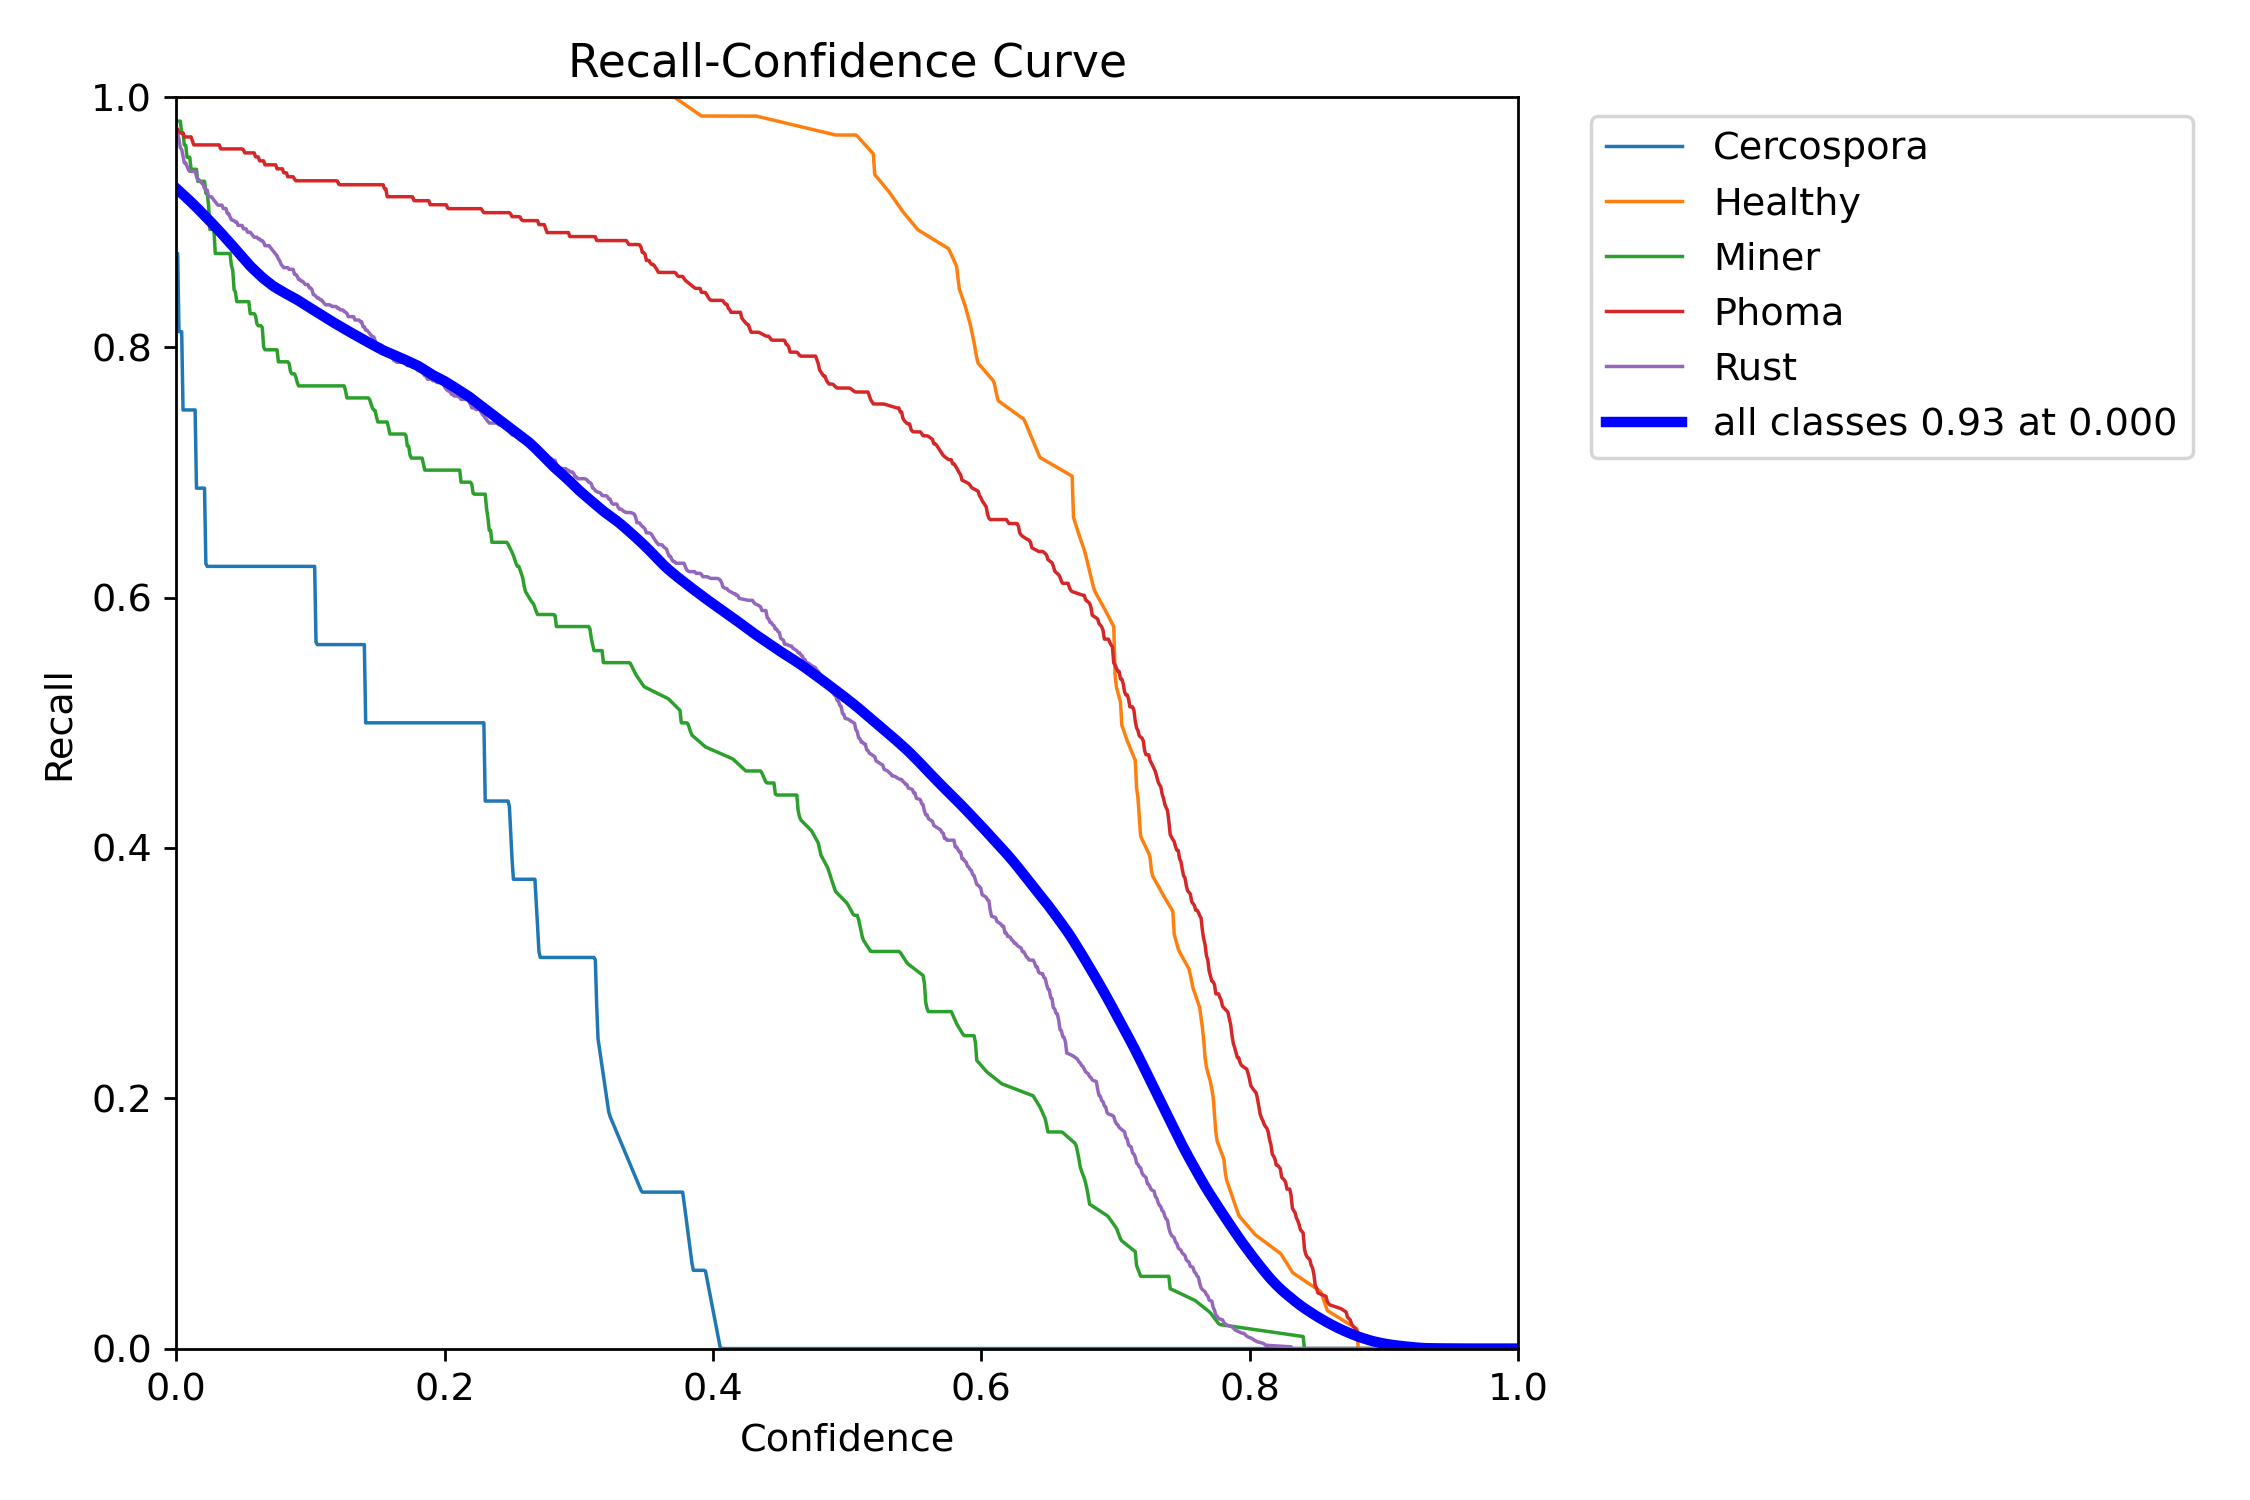 Recall-Confidence Curve
1.0
0.8
0.6
0.4
0.2
0.0
Recall
0.0 0.2 0.4 0.6 0.8 1.0
Confidence
Cercospora
Healthy
Miner
Phoma
Rust
all classes 0.93 at 0.000